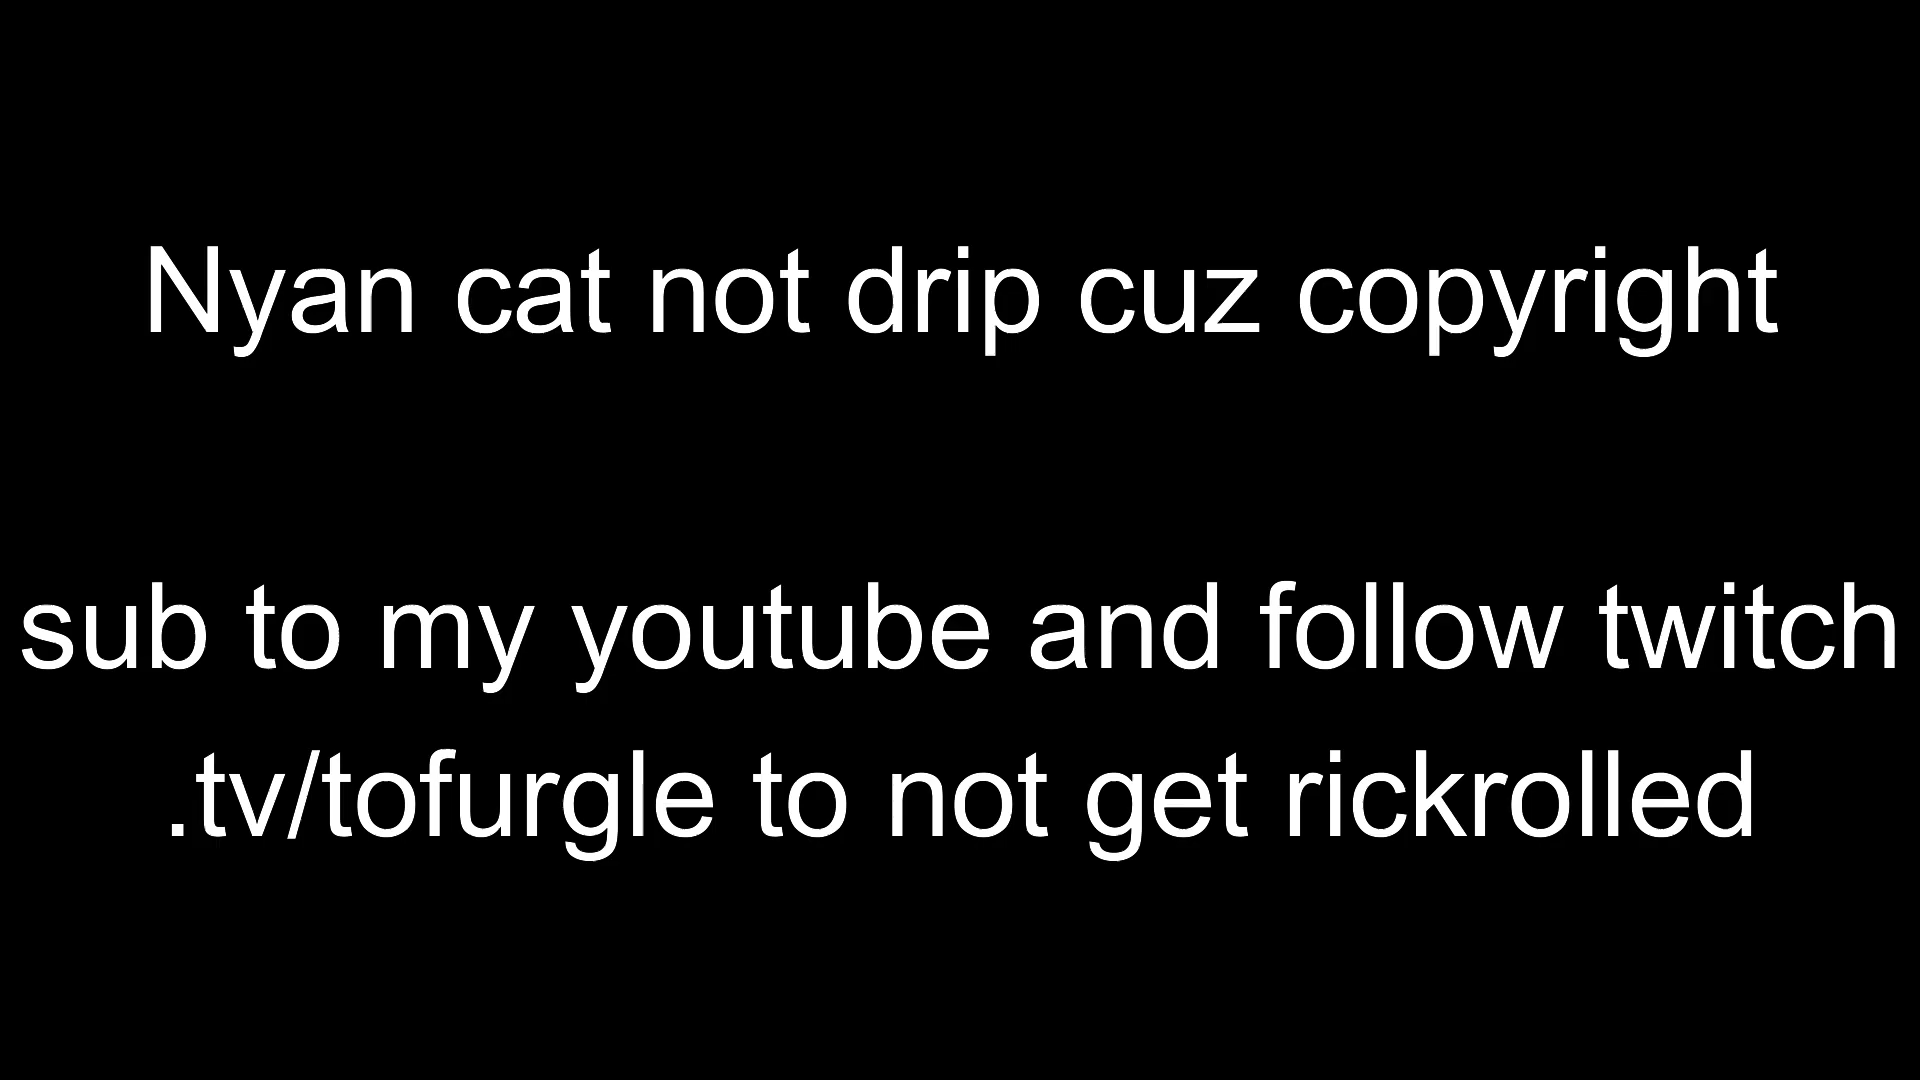 Nyan cat not drip cuz copyright
sub to my youtube and follow twitch
.tv/tofurgle to not get rickrolled